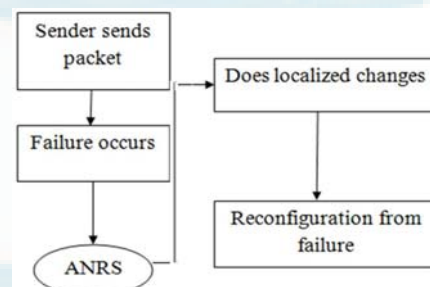 Sender sends
packet
Failure occurs
ANRS
Does localized changes
Reconfiguration from
failure